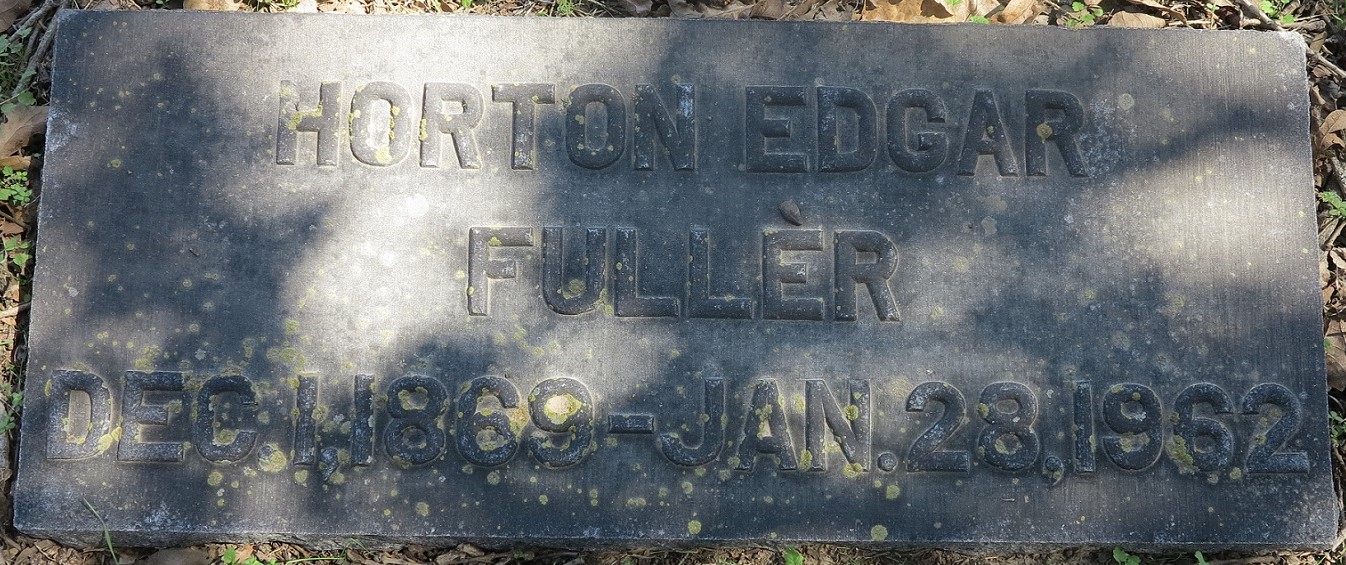 HORTON EDGAR
FULLER
DEC.1,1869-JAN.28,1962